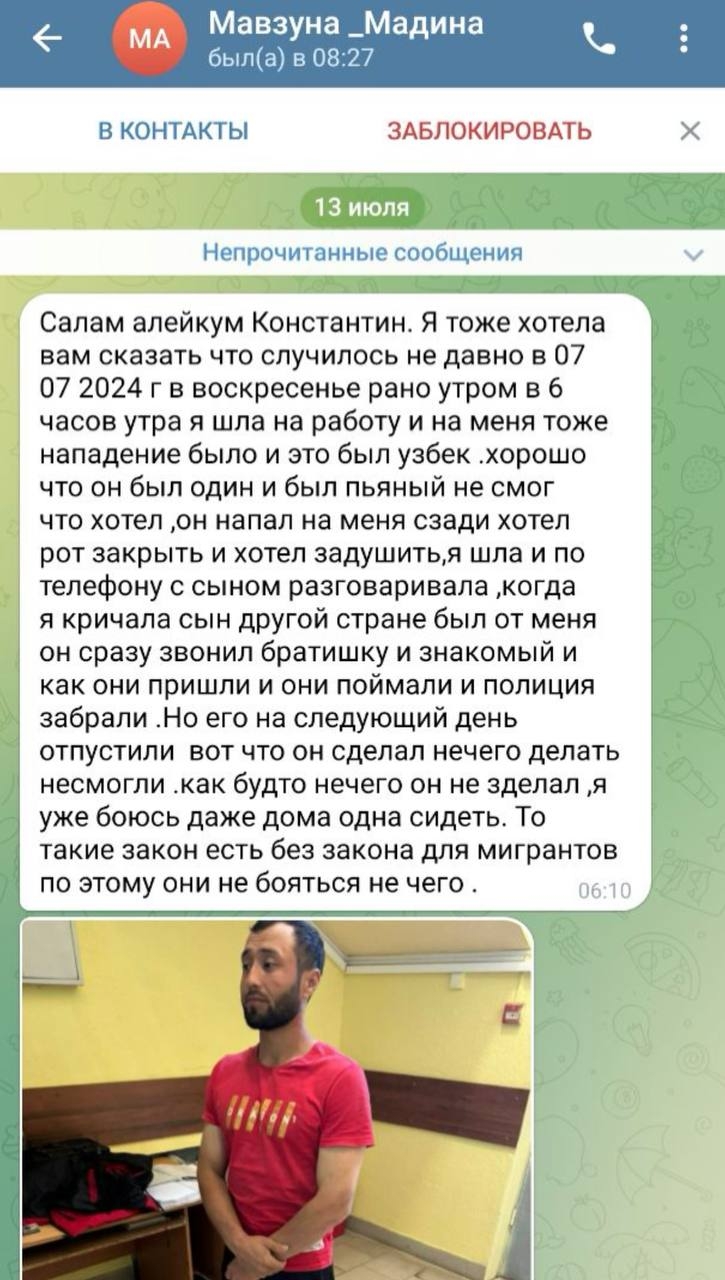 МА
Мавзуна _Мадина
был(а) в 08:27
В КОНТАКТЫ
ЗАБЛОКИРОВАТЬ
13 июля
Непрочитанные сообщения
Салам алейкум Константин. Я тоже хотела
вам сказать что случилось не давно в 07
07 2024 г в воскресенье рано утром в 6
часов утра я шла на работу и на меня тоже
нападение было и это был узбек .хорошо
что он был один и был пьяный не смог
что хотел ,он напал на меня сзади хотел
рот закрыть и хотел задушить,я шла и по
телефону с сыном разговаривала ,когда
я кричала сын другой стране был от меня
он сразу звонил братишку и знакомый и
как они пришли и они поймали и полиция
забрали .Но его на следующий день
отпустили  вот что он сделал нечего делать
несмогли .как будто нечего он не зделал ,я
уже боюсь даже дома одна сидеть. То
такие закон есть без закона для мигрантов
по этому они не бояться не чего .
06:10